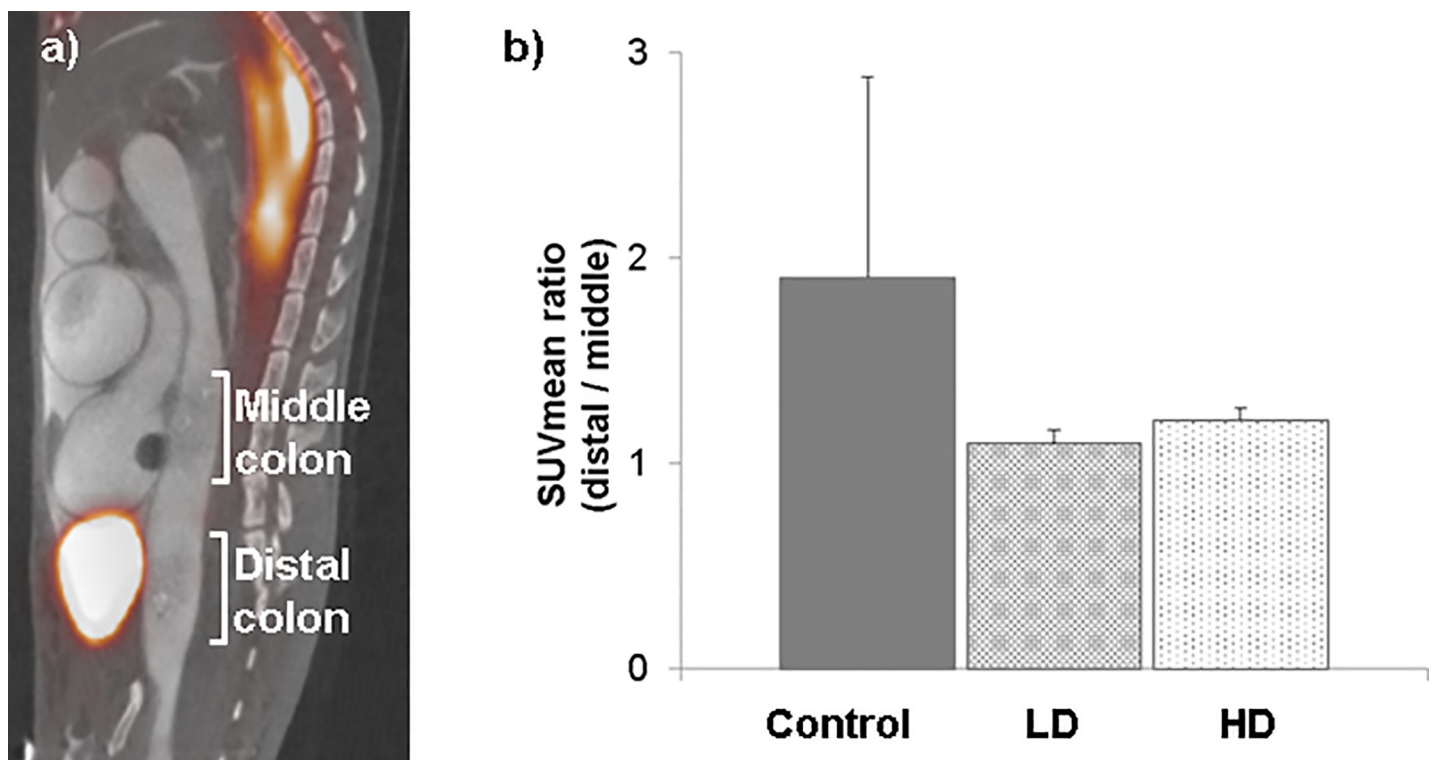 a)
Middle
colon
Distal
colon
b)
SUVmean ratio
(distal / middle)
3
2
1
0
Control LD HD